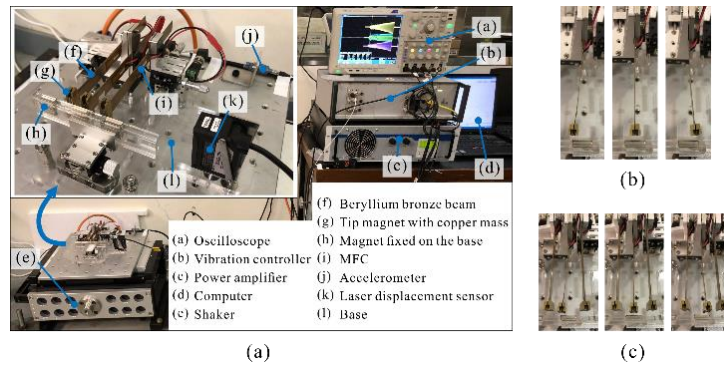 (f)
(g)
(h)
(i)
(j)
(k)
(l)
(a)
(b)
(c)
(d)
(e)
(a) Oscilloscope
(b) Vibration controller
(c) Power amplifier
(d) Computer
(e) Shaker
(f) Beryllium bronze beam
(g) Tip magnet with copper mass
(h) Magnet fixed on the base
(i) MFC
(j) Accelerometer
(k) Laser displacement sensor
(l) Base
(a)
(b)
(c)